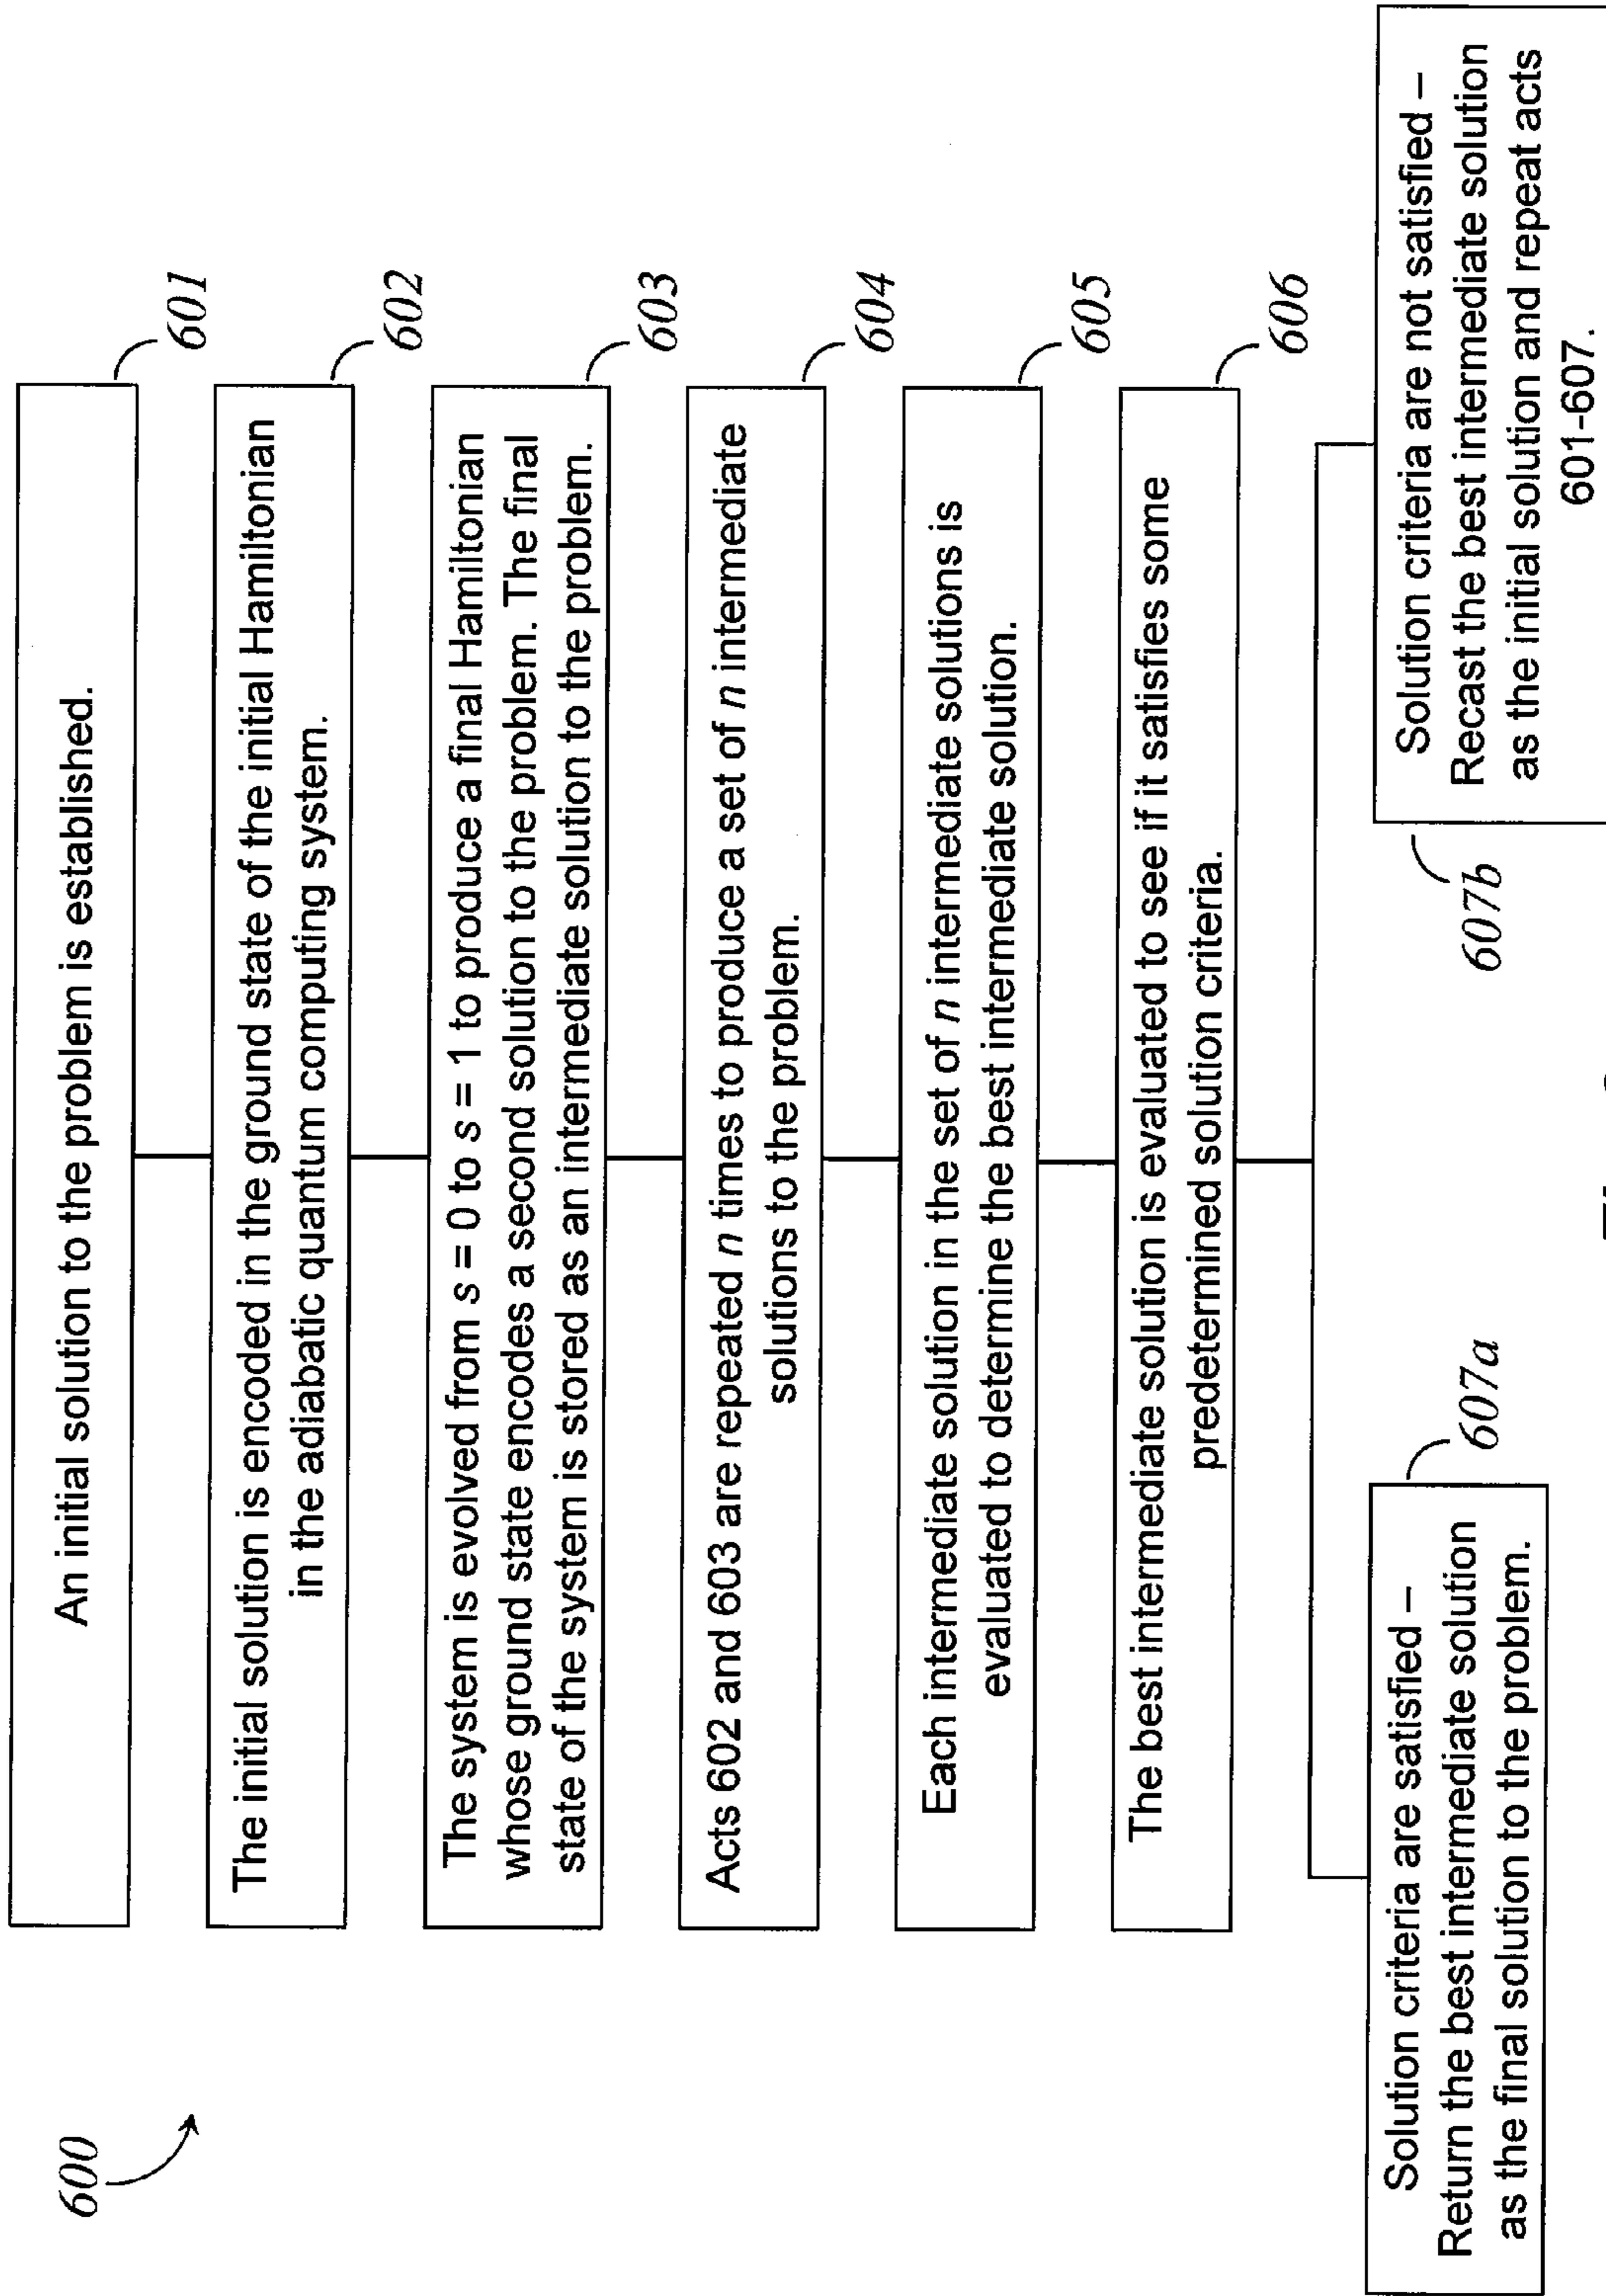 600
An initial solution to the problem is established.
601
The initial solution is encoded in the ground state of the initial Hamiltonian
in the adiabatic quantum computing system.
602
The system is evolved from s = 0 to s = 1 to produce a final Hamiltonian
whose ground state encodes a second solution to the problem. The final
state of the system is stored as an intermediate solution to the problem.
603
Acts 602 and 603 are repeated n times to produce a set of n intermediate
solutions to the problem.
604
Each intermediate solution in the set of n intermediate solutions is
evaluated to determine the best intermediate solution.
605
The best intermediate solution is evaluated to see if it satisfies some
predetermined solution criteria.
606
Solution criteria are satisfied –
Return the best intermediate solution
as the final solution to the problem.
607a
607b
Solution criteria are not satisfied –
Recast the best intermediate solution
as the initial solution and repeat acts
601-607.